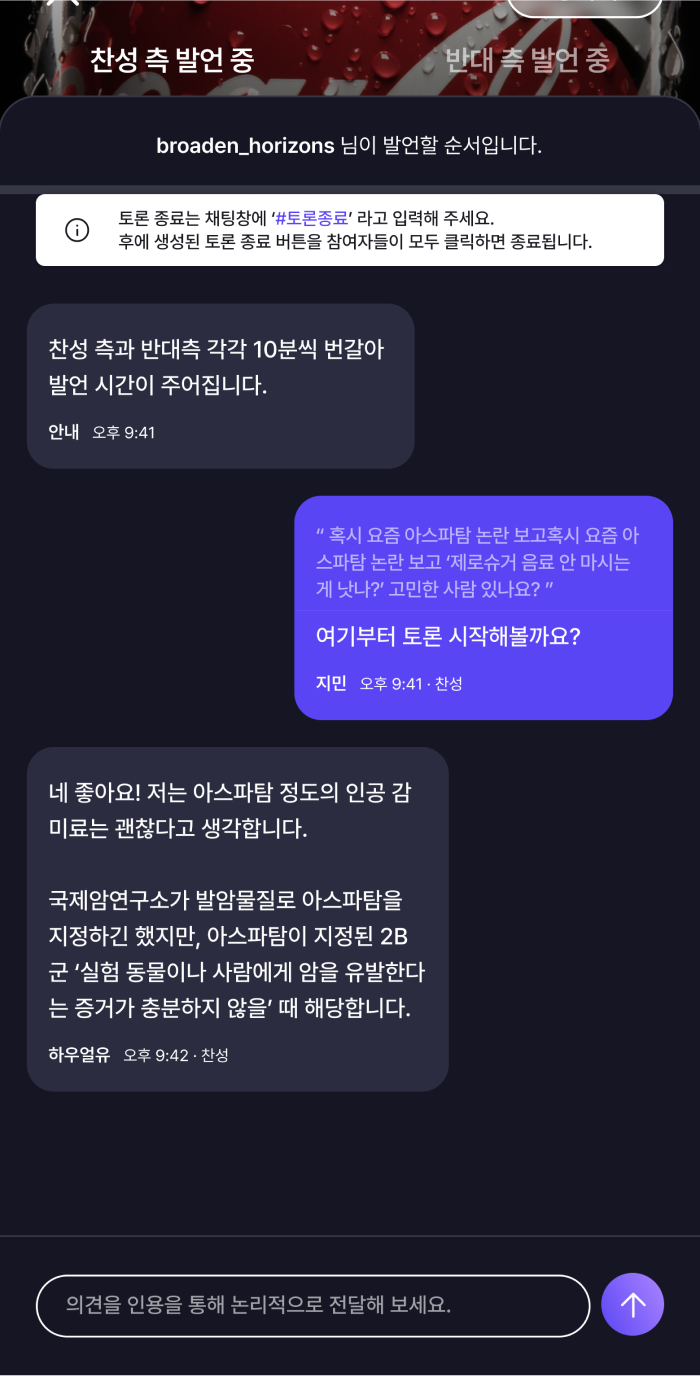 찬성 측 발언 중
반대 측 발언 중
broaden_horizons 님이 발언할 순서입니다.
토론 종료는 채팅창에 ‘#토론종료’ 라고 입력해 주세요.
후에 생성된 토론 종료 버튼을 참여자들이 모두 클릭하면 종료됩니다.
찬성 측과 반대측 각각 10분씩 번갈아
발언 시간이 주어집니다.
안내 오후 9:41
“ 혹시 요즘 아스파탐 논란 보고혹시 요즘 아
스파탐 논란 보고 ‘제로슈거 음료 안 마시는
게 낫나?’ 고민한 사람 있나요? ”
여기부터 토론 시작해볼까요?
지민 오후 9:41 · 찬성
네 좋아요! 저는 아스파탐 정도의 인공 감
미료는 괜찮다고 생각합니다.
국제암연구소가 발암물질로 아스파탐을
지정하긴 했지만, 아스파탐이 지정된 2B
군 ‘실험 동물이나 사람에게 암을 유발한다
는 증거가 충분하지 않을’ 때 해당합니다.
하우얼유 오후 9:42 · 찬성
의견을 인용을 통해 논리적으로 전달해 보세요.